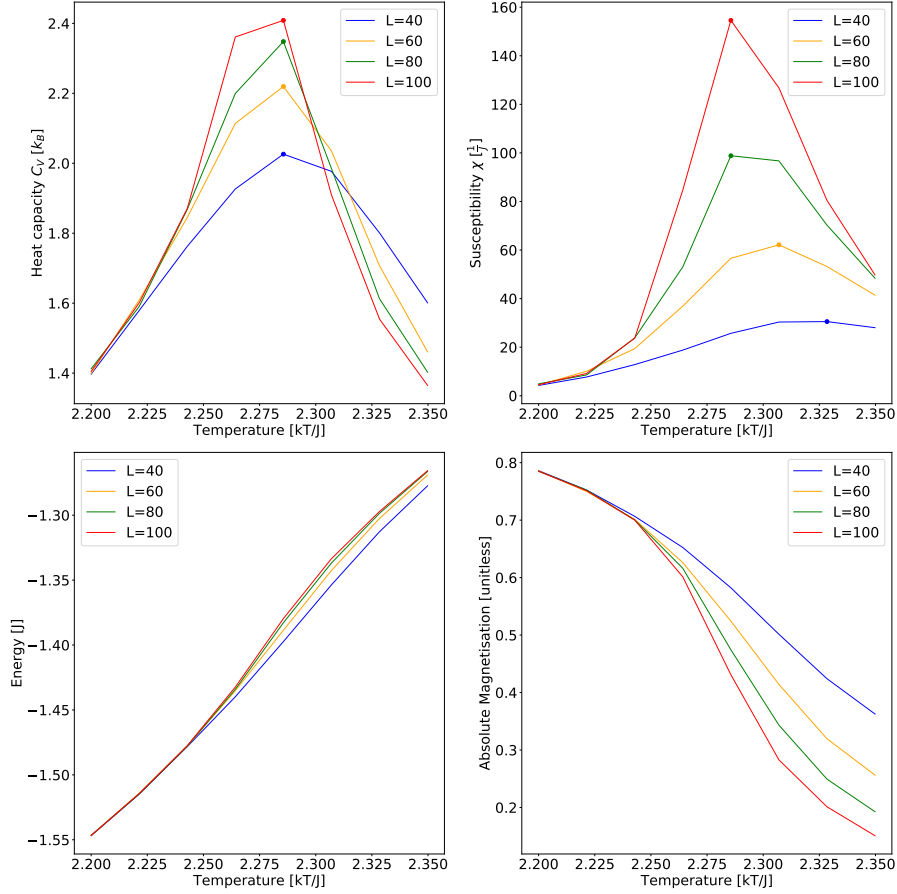 Heat capacity C_V [k_B]
2.4
2.2
2.0
1.8
1.6
1.4
L=40
L=60
L=80
L=100
2.200 2.225 2.250 2.275 2.300 2.325 2.350
Temperature [kT/J]
Susceptibility χ [1/J]
160
140
120
100
80
60
40
20
0
L=40
L=60
L=80
L=100
2.200 2.225 2.250 2.275 2.300 2.325 2.350
Temperature [kT/J]
Energy [J]
−1.30
−1.35
−1.40
−1.45
−1.50
−1.55
L=40
L=60
L=80
L=100
2.200 2.225 2.250 2.275 2.300 2.325 2.350
Temperature [kT/J]
Absolute Magnetisation [unitless]
0.8
0.7
0.6
0.5
0.4
0.3
0.2
L=40
L=60
L=80
L=100
2.200 2.225 2.250 2.275 2.300 2.325 2.350
Temperature [kT/J]